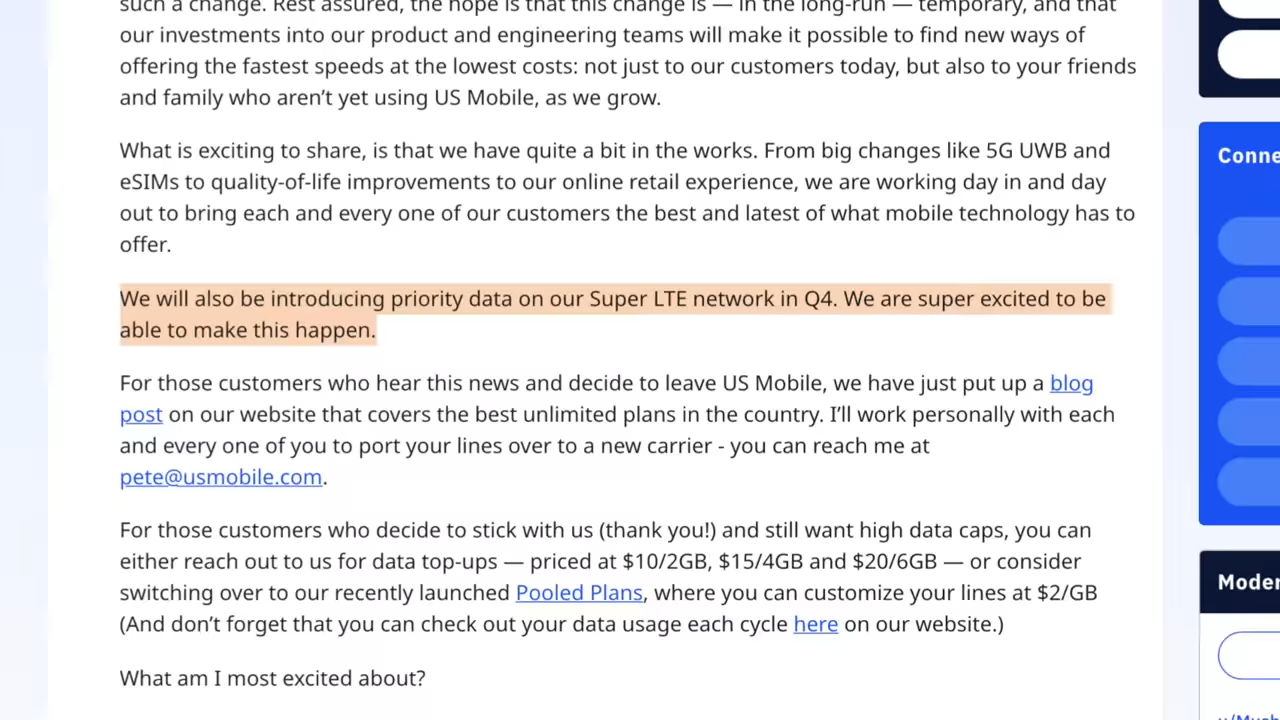 such a change. Rest assured, the hope is that this change is — in the long-run — temporary, and that
our investments into our product and engineering teams will make it possible to find new ways of
offering the fastest speeds at the lowest costs: not just to our customers today, but also to your friends
and family who aren’t yet using US Mobile, as we grow.
What is exciting to share, is that we have quite a bit in the works. From big changes like 5G UWB and
eSIMs to quality-of-life improvements to our online retail experience, we are working day in and day
out to bring each and every one of our customers the best and latest of what mobile technology has to
offer.
We will also be introducing priority data on our Super LTE network in Q4. We are super excited to be
able to make this happen.
For those customers who hear this news and decide to leave US Mobile, we have just put up a blog
post on our website that covers the best unlimited plans in the country. I’ll work personally with each
and every one of you to port your lines over to a new carrier - you can reach me at
pete@usmobile.com.
For those customers who decide to stick with us (thank you!) and still want high data caps, you can
either reach out to us for data top-ups — priced at $10/2GB, $15/4GB and $20/6GB — or consider
switching over to our recently launched Pooled Plans, where you can customize your lines at $2/GB
(And don’t forget that you can check out your data usage each cycle here on our website.)
What am I most excited about?
Conne
Moder